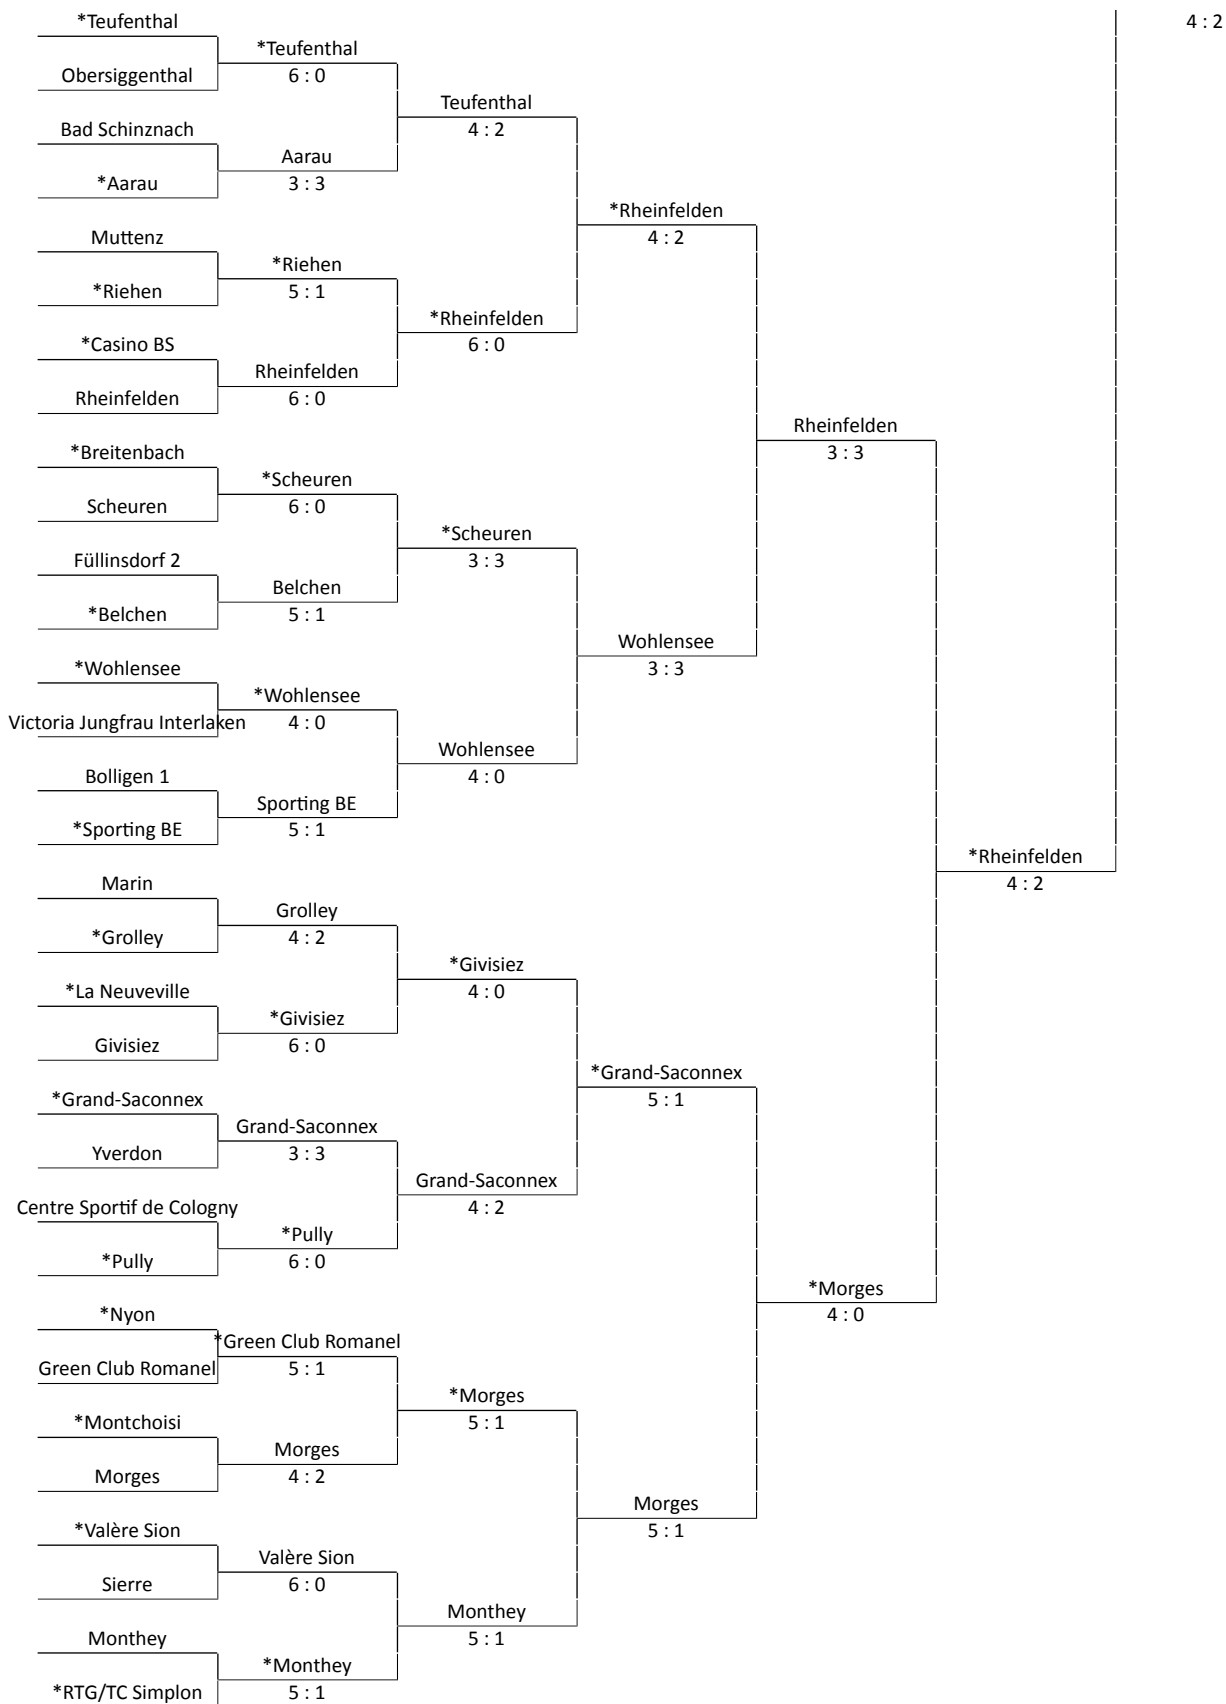 *Teufenthal
4 : 2
*Teufenthal
Obersiggenthal
6 : 0
Teufenthal
Bad Schinznach
4 : 2
Aarau
*Aarau
3 : 3
*Rheinfelden
Muttenz
4 : 2
*Riehen
*Riehen
5 : 1
*Rheinfelden
*Casino BS
6 : 0
Rheinfelden
Rheinfelden
6 : 0
Rheinfelden
*Breitenbach
3 : 3
*Scheuren
Scheuren
6 : 0
*Scheuren
Füllinsdorf 2
3 : 3
Belchen
*Belchen
5 : 1
Wohlensee
*Wohlensee
3 : 3
*Wohlensee
Victoria Jungfrau Interlaken
4 : 0
Wohlensee
Bolligen 1
4 : 0
Sporting BE
*Sporting BE
5 : 1
*Rheinfelden
Marin
4 : 2
Grolley
*Grolley
4 : 2
*Givisiez
*La Neuveville
4 : 0
*Givisiez
Givisiez
6 : 0
*Grand-Saconnex
*Grand-Saconnex
5 : 1
Grand-Saconnex
Yverdon
3 : 3
Grand-Saconnex
Centre Sportif de Cologny
4 : 2
*Pully
*Pully
6 : 0
*Morges
*Nyon
4 : 0
*Green Club Romanel
Green Club Romanel
5 : 1
*Morges
*Montchoisi
5 : 1
Morges
Morges
4 : 2
Morges
*Valère Sion
5 : 1
Valère Sion
Sierre
6 : 0
Monthey
Monthey
5 : 1
*Monthey
*RTG/TC Simplon
5 : 1